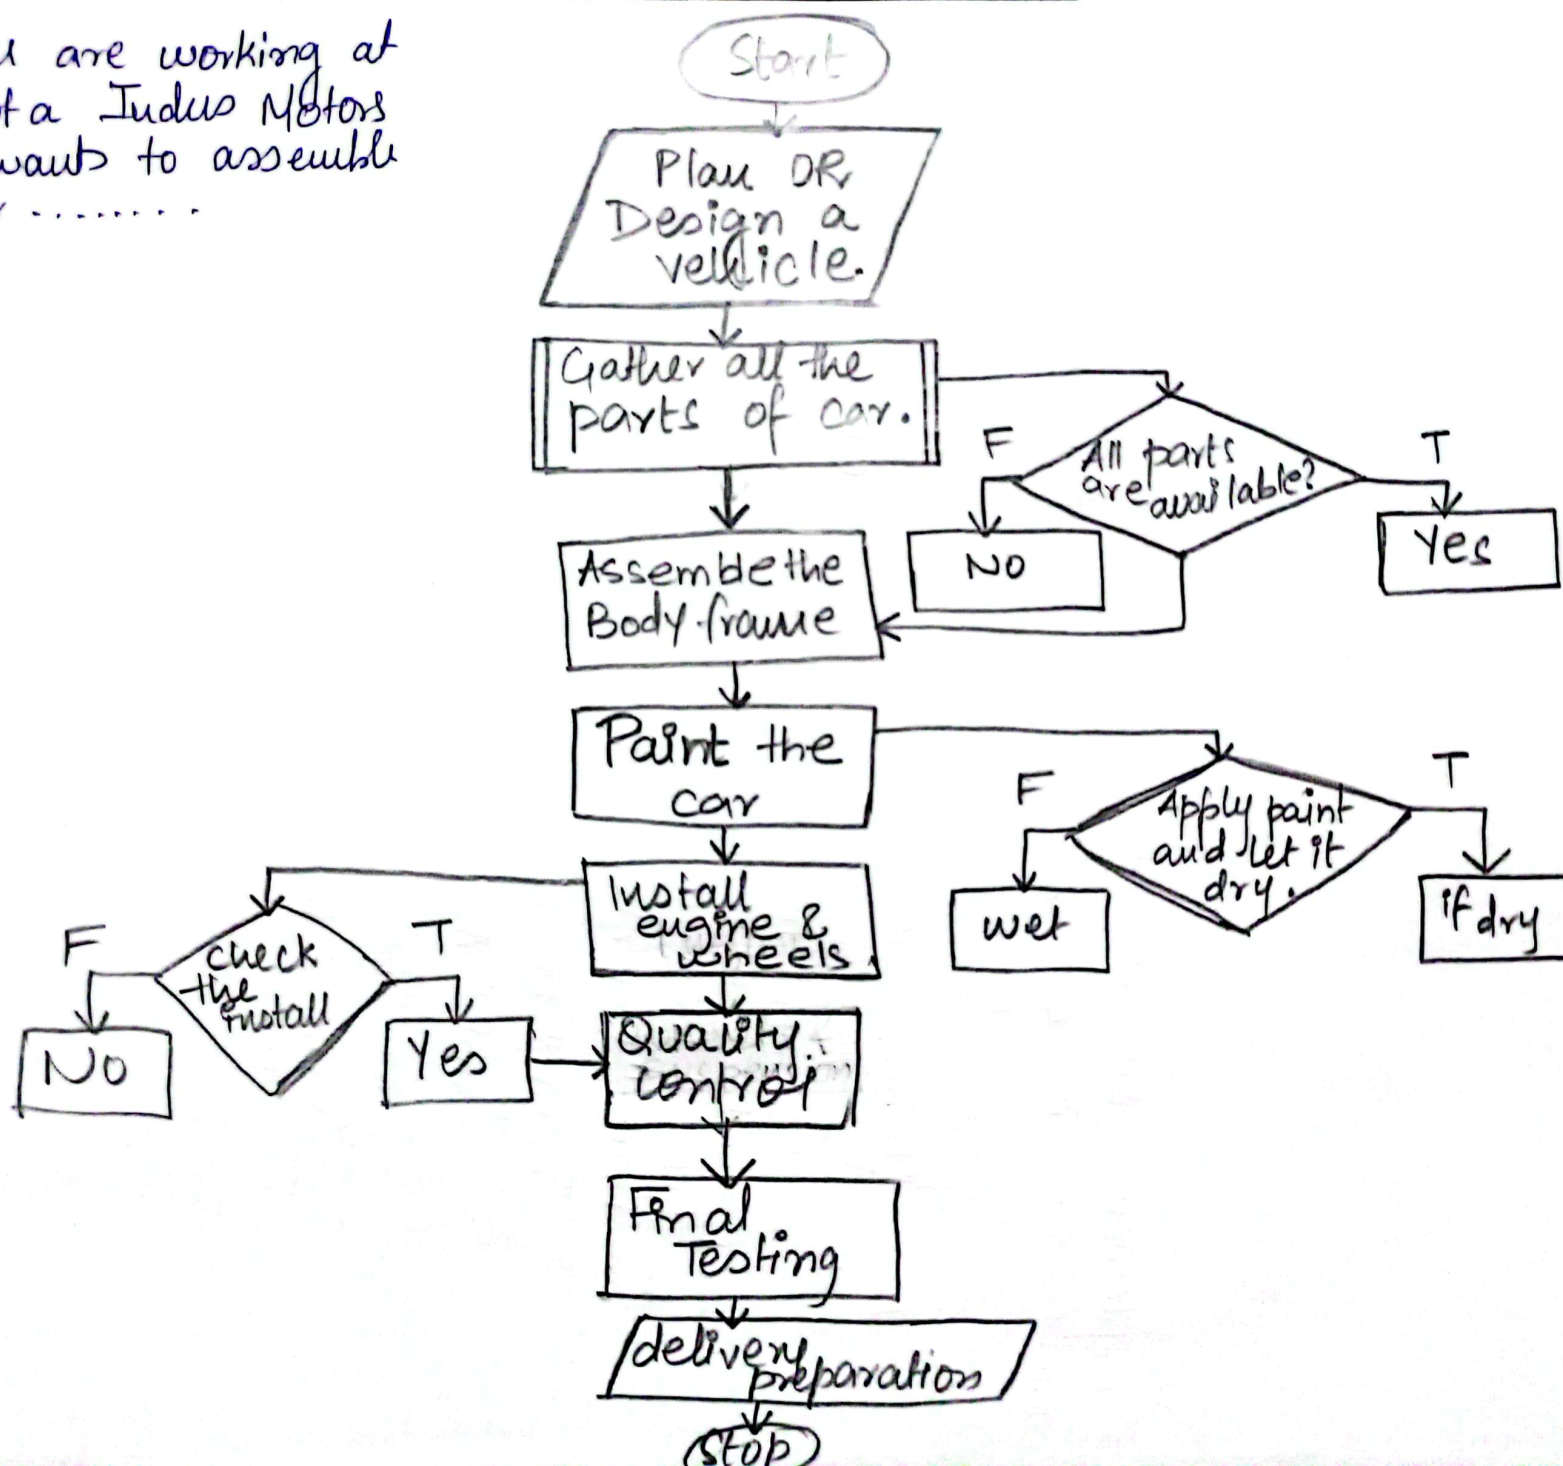 are working at
ta Indus Motors
wants to assemble
........
Start
Plan OR
Design a
vehicle.
Gather all the
parts of car.
All parts
are available?
F
T
No
Yes
Assemble the
Body frame
Paint the
car
Apply paint
and let it
dry.
F
T
wet
if dry
Install
engine &
wheels
check
the
install
F
T
No
Yes
Quality
control
Final
Testing
delivery
preparation
Stop